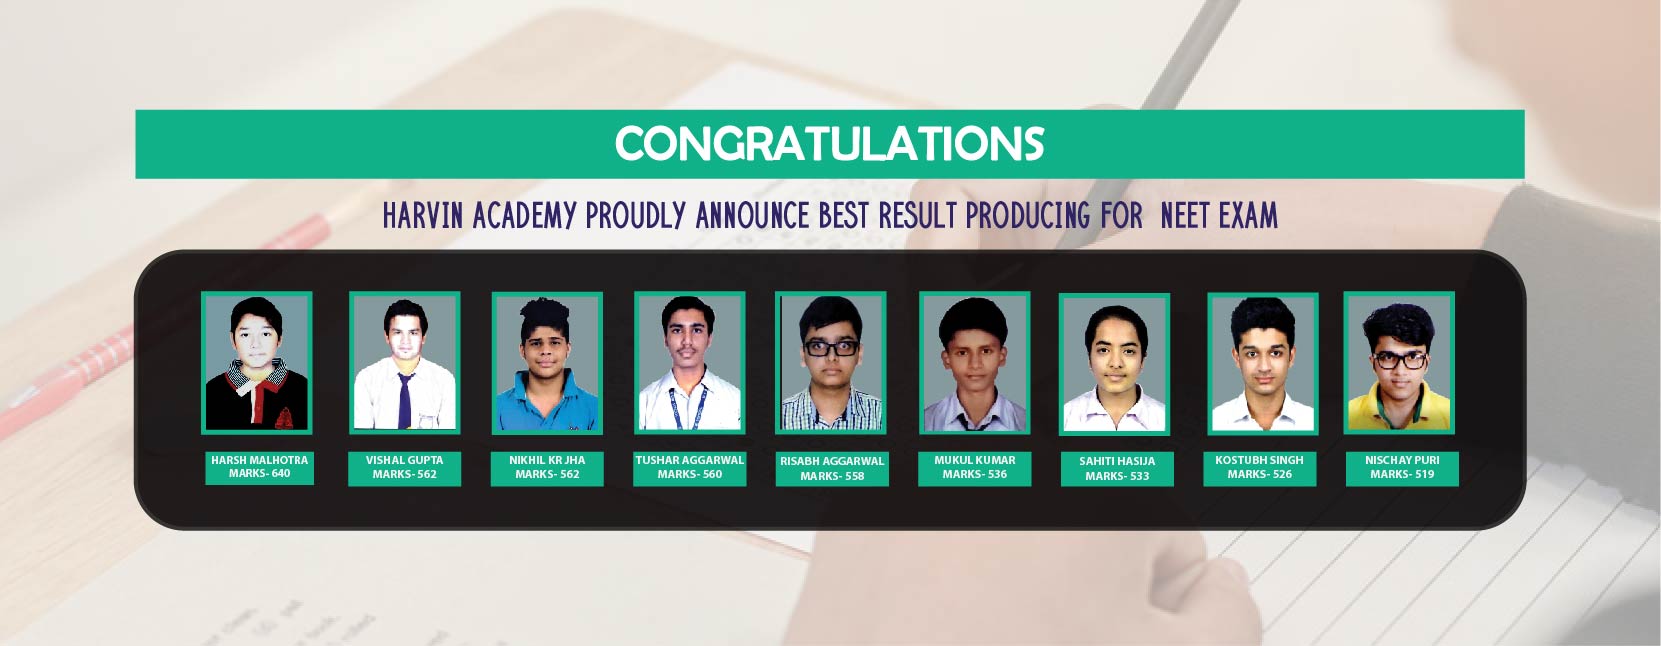 CONGRATULATIONS
HARVIN ACADEMY PROUDLY ANNOUNCE BEST RESULT PRODUCING FOR NEET EXAM
HARSH MALHOTRA
MARKS- 640
VISHAL GUPTA
MARKS- 562
NIKHIL KR JHA
MARKS- 562
TUSHAR AGGARWAL
MARKS- 560
RISABH AGGARWAL
MARKS- 558
MUKUL KUMAR
MARKS- 536
SAHITI HASIJA
MARKS- 533
KOSTUBH SINGH
MARKS- 526
NISCHAY PURI
MARKS- 519